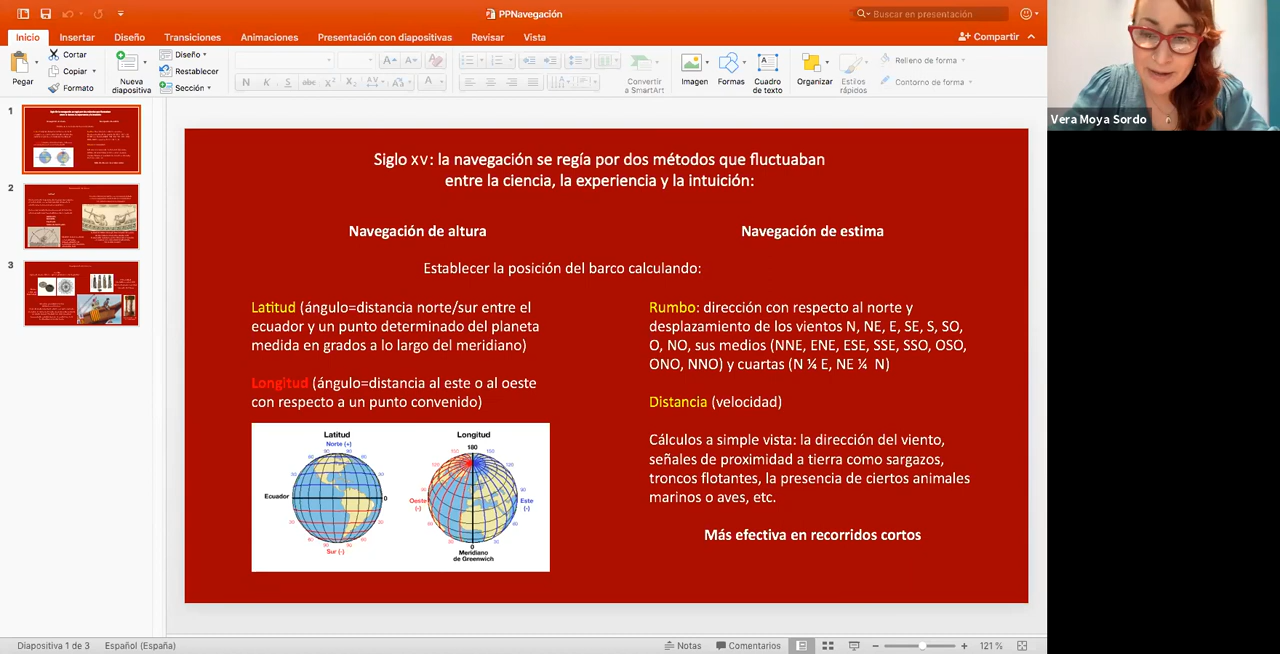 PPNavegación
Buscar en presentación
Inicio
Insertar
Diseño
Transiciones
Animaciones
Presentación con diapositivas
Revisar
Vista
Compartir
Pegar
Cortar
Copiar
Formato
Nueva
diapositiva
Diseño
Restablecer
Sección
N K S abc X² X₂ AV Aa A
Convertir
a SmartArt
Imagen
Formas
Cuadro
de texto
Organizar
Estilos
rápidos
Relleno de forma
Contorno de forma
Vera Moya Sordo
1
2
3
Siglo XV: la navegación se regía por dos métodos que fluctuaban
entre la ciencia, la experiencia y la intuición:
Navegación de altura
Navegación de estima
Establecer la posición del barco calculando:
Latitud (ángulo=distancia norte/sur entre el
ecuador y un punto determinado del planeta
medida en grados a lo largo del meridiano)
Longitud (ángulo=distancia al este o al oeste
con respecto a un punto convenido)
Latitud
Norte (+)
Ecuador
0
Sur (-)
Longitud
180
Oeste
(-)
Este
(-)
0
Meridiano
de Greenwich
Rumbo: dirección con respecto al norte y
desplazamiento de los vientos N, NE, E, SE, S, SO,
O, NO, sus medios (NNE, ENE, ESE, SSE, SSO, OSO,
ONO, NNO) y cuartas (N ¼ E, NE ¼ N)
Distancia (velocidad)
Cálculos a simple vista: la dirección del viento,
señales de proximidad a tierra como sargazos,
troncos flotantes, la presencia de ciertos animales
marinos o aves, etc.
Más efectiva en recorridos cortos
Diapositiva 1 de 3
Español (España)
Notas
Comentarios
121 %